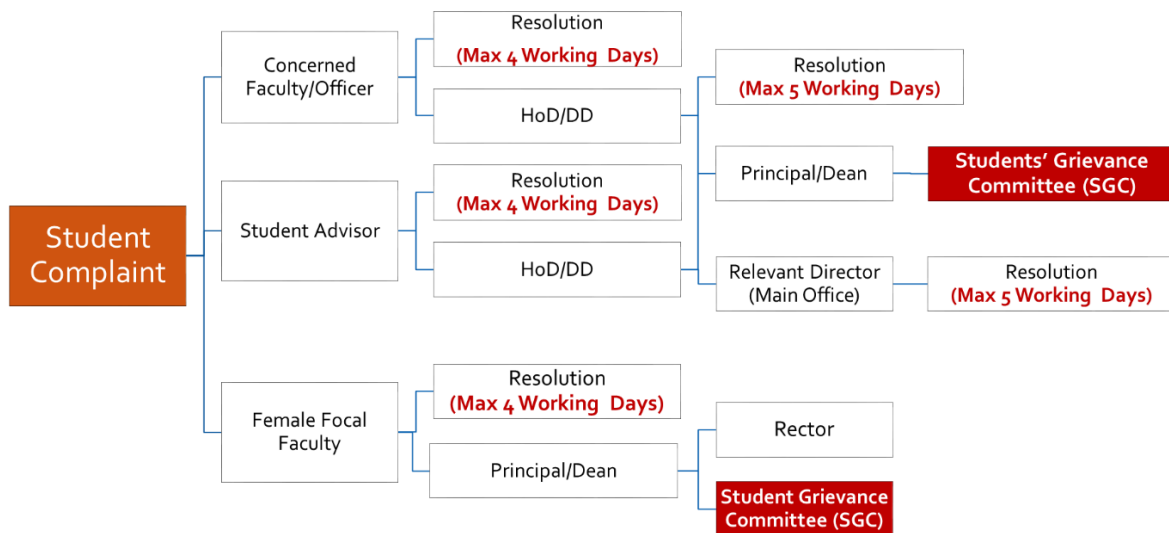 Student
Complaint
Concerned
Faculty/Officer
Resolution
(Max 4 Working Days)
HoD/DD
Student Advisor
Resolution
(Max 4 Working Days)
HoD/DD
Resolution
(Max 5 Working Days)
Principal/Dean
Students' Grievance
Committee (SGC)
Relevant Director
(Main Office)
Resolution
(Max 5 Working Days)
Female Focal
Faculty
Resolution
(Max 4 Working Days)
Principal/Dean
Rector
Student Grievance
Committee (SGC)